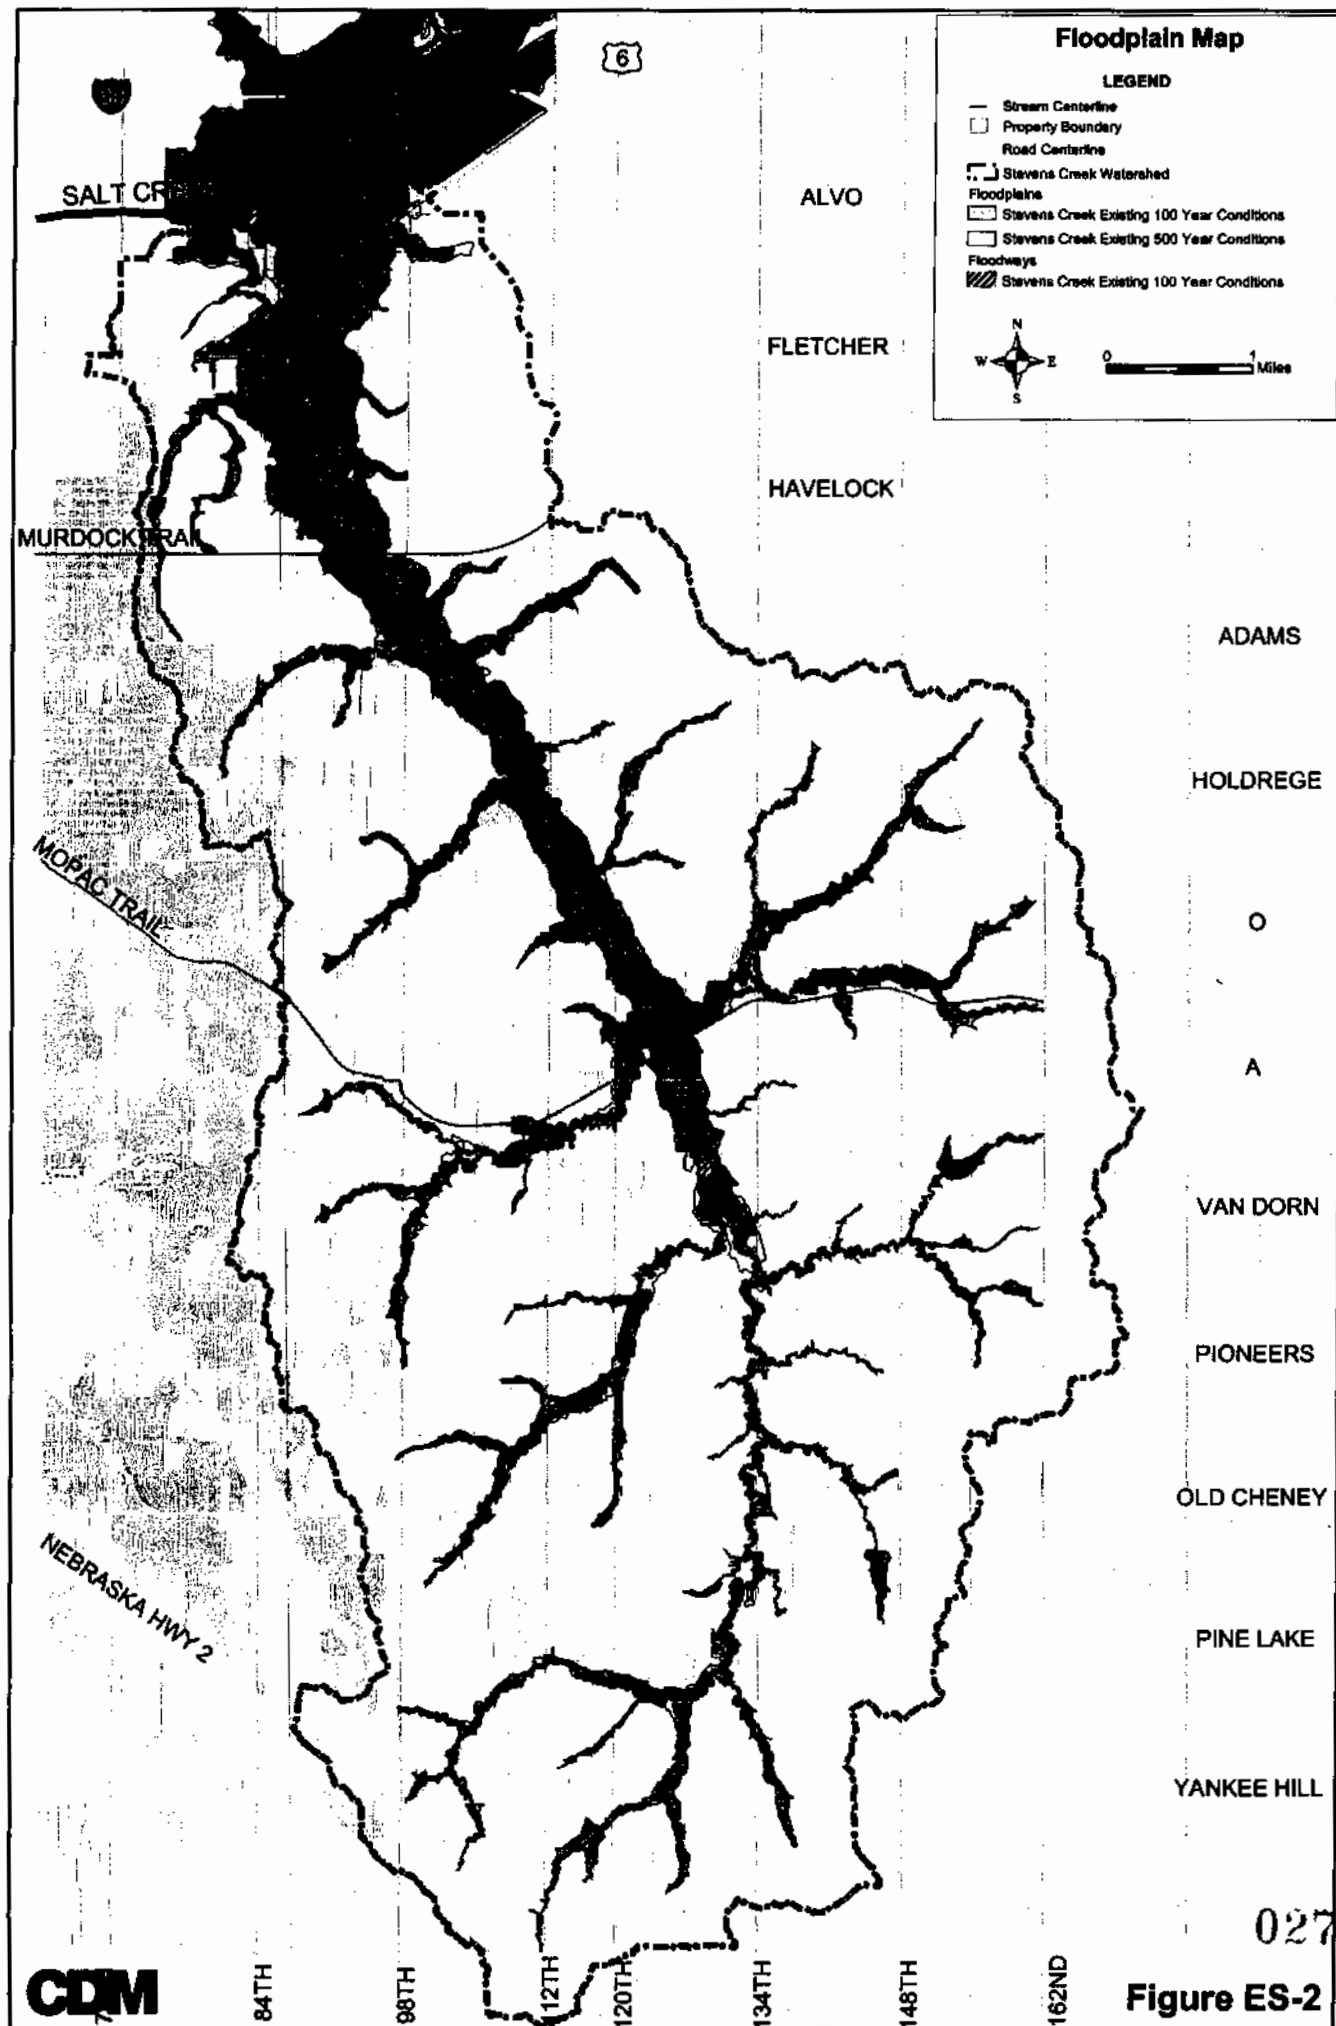 Floodplain Map
LEGEND
Stream Centerline
Property Boundary
Road Centerline
Stevens Creek Watershed
Floodplains
Stevens Creek Existing 100 Year Conditions
Stevens Creek Existing 500 Year Conditions
Floodways
Stevens Creek Existing 100 Year Conditions
N
W E
S
0 1
Miles
6
SALT
ALVO
FLETCHER
HAVELOCK
MURDOCK TRAIL
ADAMS
HOLDREGE
MOPAC TRAIL
O
A
VAN DORN
PIONEERS
OLD CHENEY
NEBRASKA HWY 2
PINE LAKE
YANKEE HILL
027
CDM
84TH
98TH
12TH
120TH
134TH
148TH
162ND
Figure ES-2